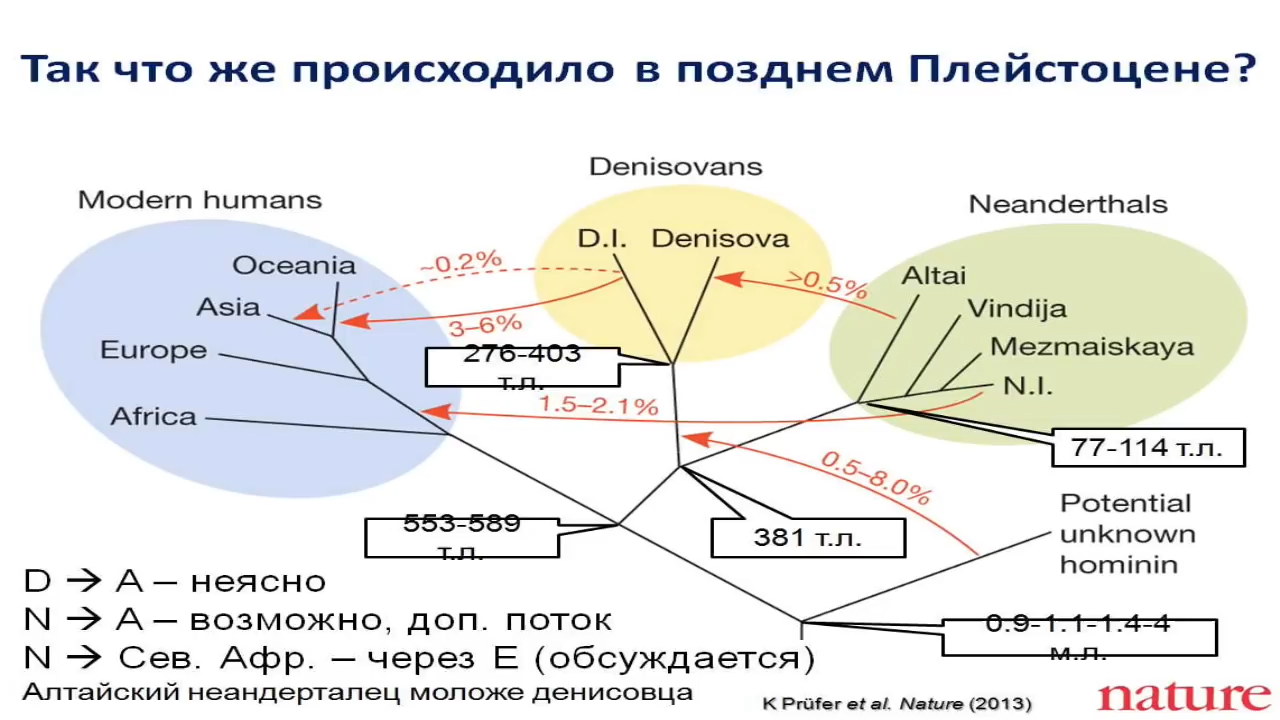 Так что же происходило в позднем Плейстоцене?
Denisovans
Modern humans
Neanderthals
D.I. Denisova
Oceania
~0.2%
>0.5%
Altai
Asia
Vindija
3–6%
Europe
Mezmaiskaya
276-403
т.л.
N.I.
1.5–2.1%
Africa
77-114 т.л.
0.5–8.0%
Potential
unknown
hominin
553-589
т.л.
381 т.л.
0.9-1.1-1.4-4
м.л.
D → A – неясно
N → A – возможно, доп. поток
N → Сев. Афр. – через E (обсуждается)
Алтайский неандерталец моложе денисовца
K Prüfer et al. Nature (2013)
nature